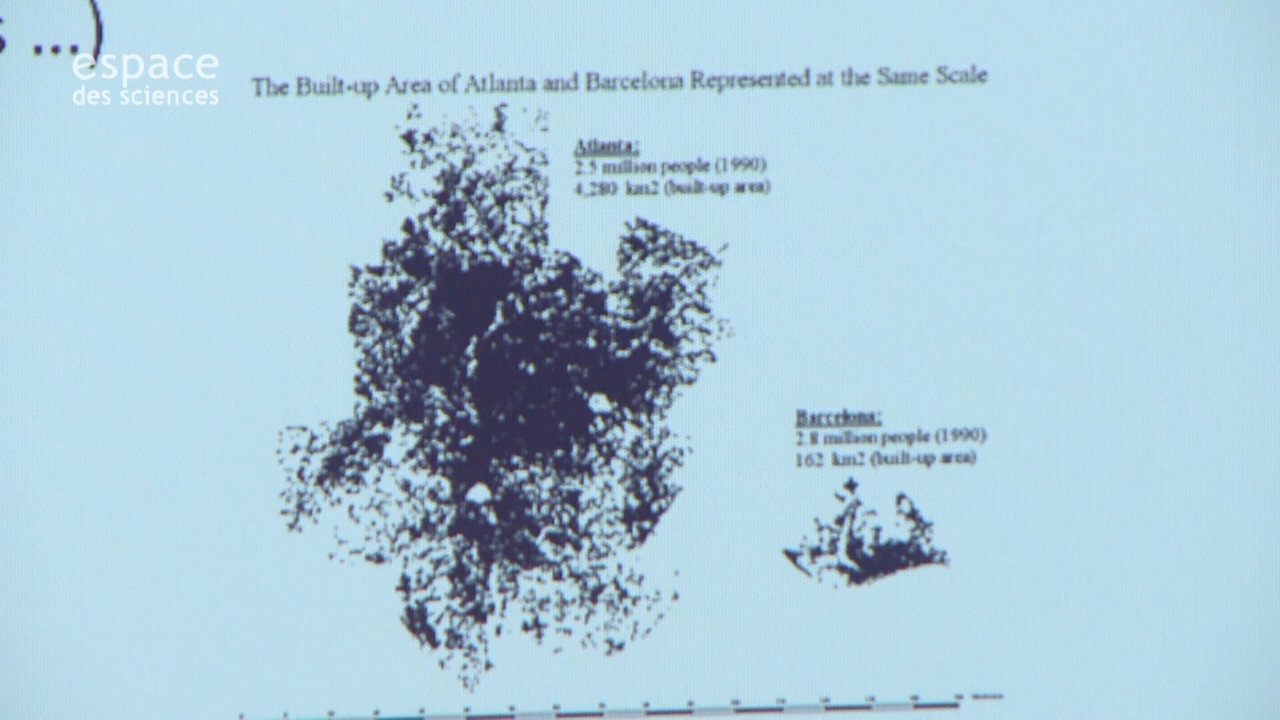 s ...)
espace
des sciences
The Built-up Area of Atlanta and Barcelona Represented at the Same Scale
Atlanta:
2.5 million people (1990)
4,280 km2 (built-up area)
Barcelona:
2.8 million people (1990)
162 km2 (built-up area)